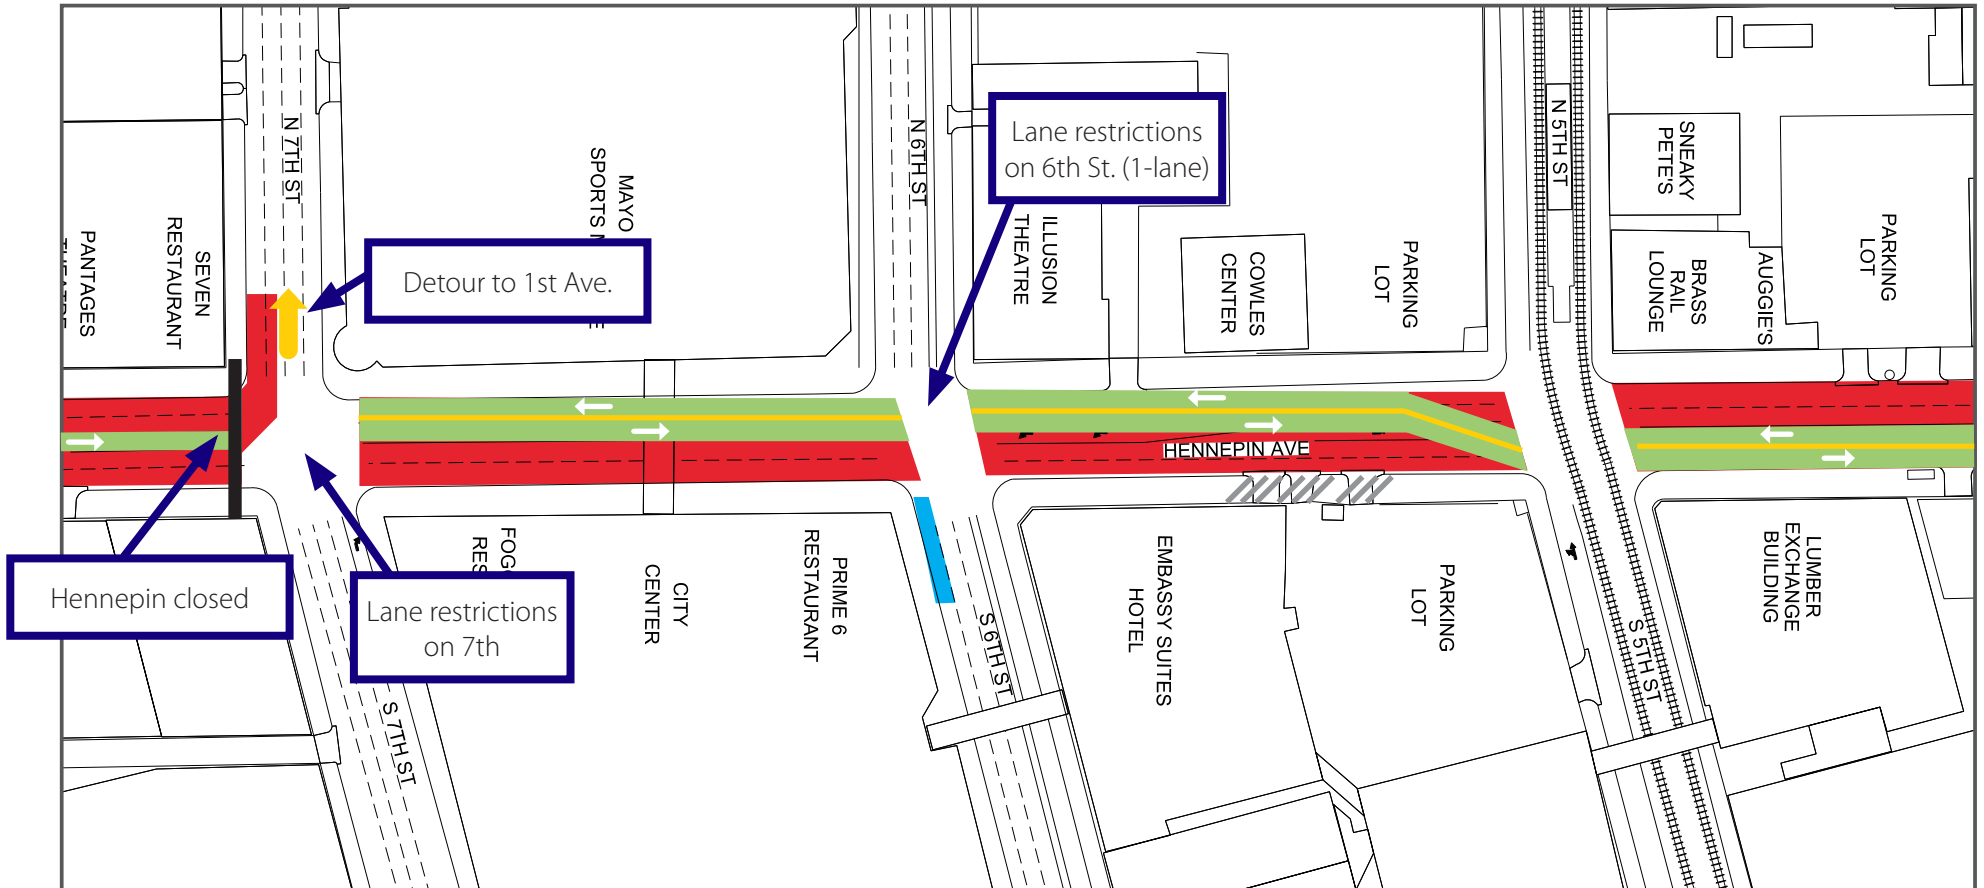 N 7TH ST
N 6TH ST
Lane restrictions
on 6th St. (1-lane)
N 5TH ST
SNEAKY
PETE'S
MAYO
SPORTS
ILLUSION
THEATRE
SEVEN
RESTAURANT
PANTAGES
Detour to 1st Ave.
COWLES
CENTER
PARKING
LOT
BRASS
RAIL
LOUNGE
AUGGIE'S
PARKING
LOT
HENNEPIN AVE
Hennepin closed
Lane restrictions
on 7th
CITY
CENTER
PRIME 6
RESTAURANT
EMBASSY SUITES
HOTEL
PARKING
LOT
LUMBER
EXCHANGE
BUILDING
S 7TH ST
S 6TH ST
S 5TH ST